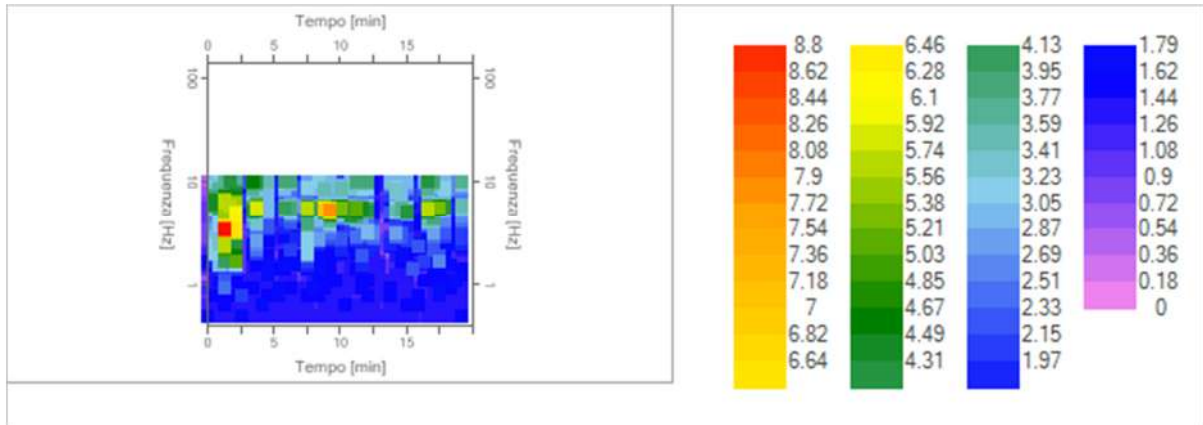 Tempo [min]
0 5 10 15
100 100
Frequenza [Hz] Frequenza [Hz]
10 10
1 1
0 5 10 15
Tempo [min]
8.8 6.46 4.13 1.79
8.62 6.28 3.95 1.62
8.44 6.1 3.77 1.44
8.26 5.92 3.59 1.26
8.08 5.74 3.41 1.08
7.9 5.56 3.23 0.9
7.72 5.38 3.05 0.72
7.54 5.21 2.87 0.54
7.36 5.03 2.69 0.36
7.18 4.85 2.51 0.18
7 4.67 2.33 0
6.82 4.49 2.15
6.64 4.31 1.97